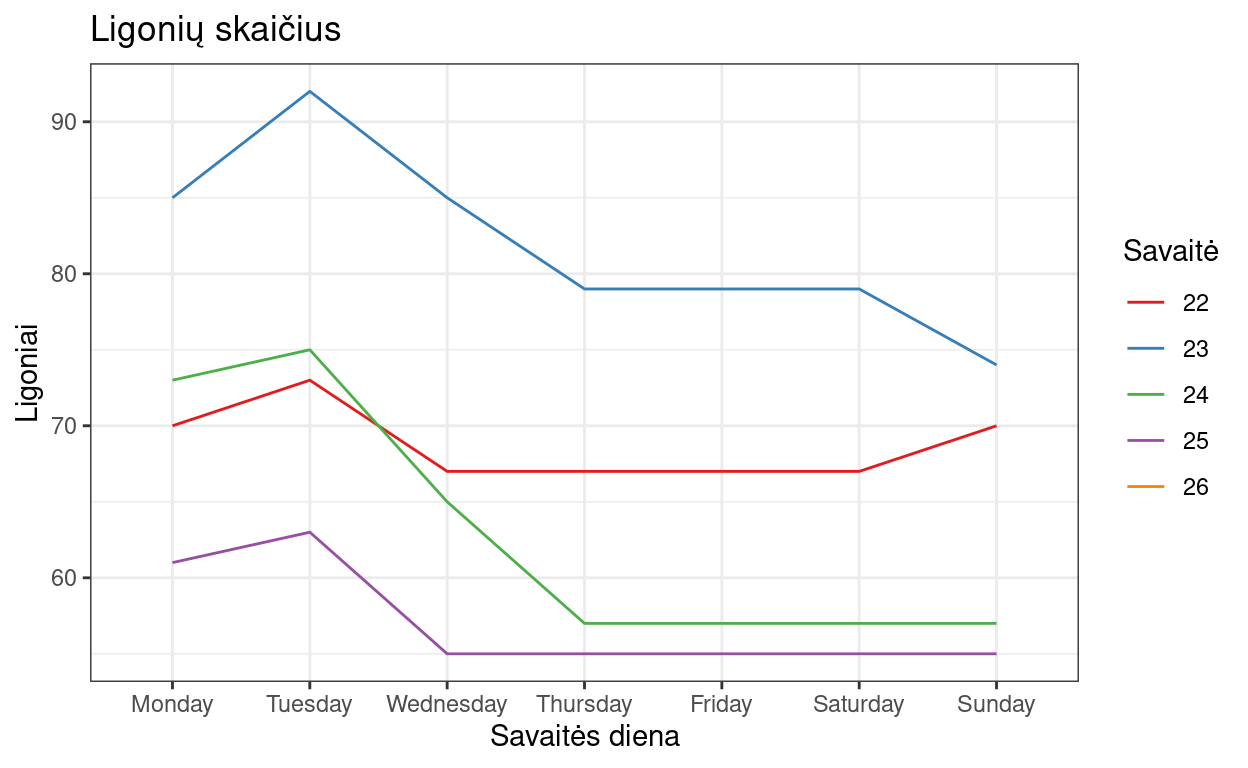 Ligonių skaičius
Ligoniai
90
80
70
60
Monday Tuesday Wednesday Thursday Friday Saturday Sunday
Savaitės diena
Savaitė
22
23
24
25
26